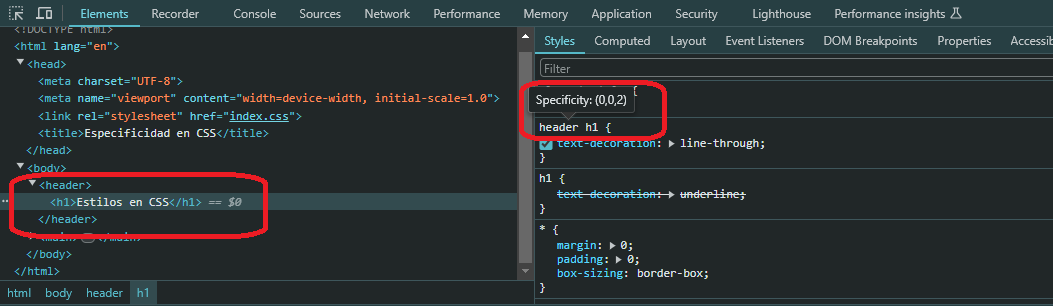 Elements Recorder Console Sources Network Performance Memory Application Security Lighthouse Performance insights
<!DOCTYPE html>
<html lang="en">
<head>
<meta charset="UTF-8">
<meta name="viewport" content="width=device-width, initial-scale=1.0">
<link rel="stylesheet" href="index.css">
<title>Especificidad en CSS</title>
</head>
<body>
<header>
<h1>Estilos en CSS</h1> == $0
</header>
</body>
</html>
html body header h1
Styles Computed Layout Event Listeners DOM Breakpoints Properties Accessib
Filter
{
Specificity: (0,0,2)
header h1 {
text-decoration: line-through;
}
h1 {
text-decoration: underline;
}
* {
margin: 0;
padding: 0;
box-sizing: border-box;
}